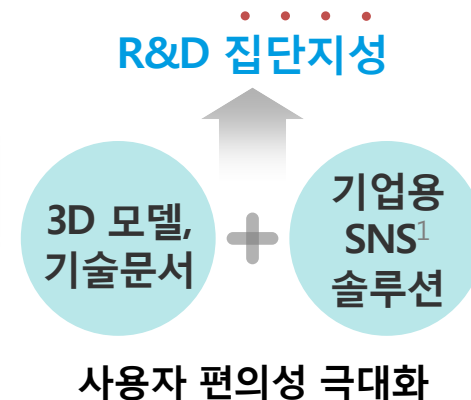 R&D 집단지성
3D 모델,
기술문서
+
기업용
SNS1
솔루션
사용자 편의성 극대화